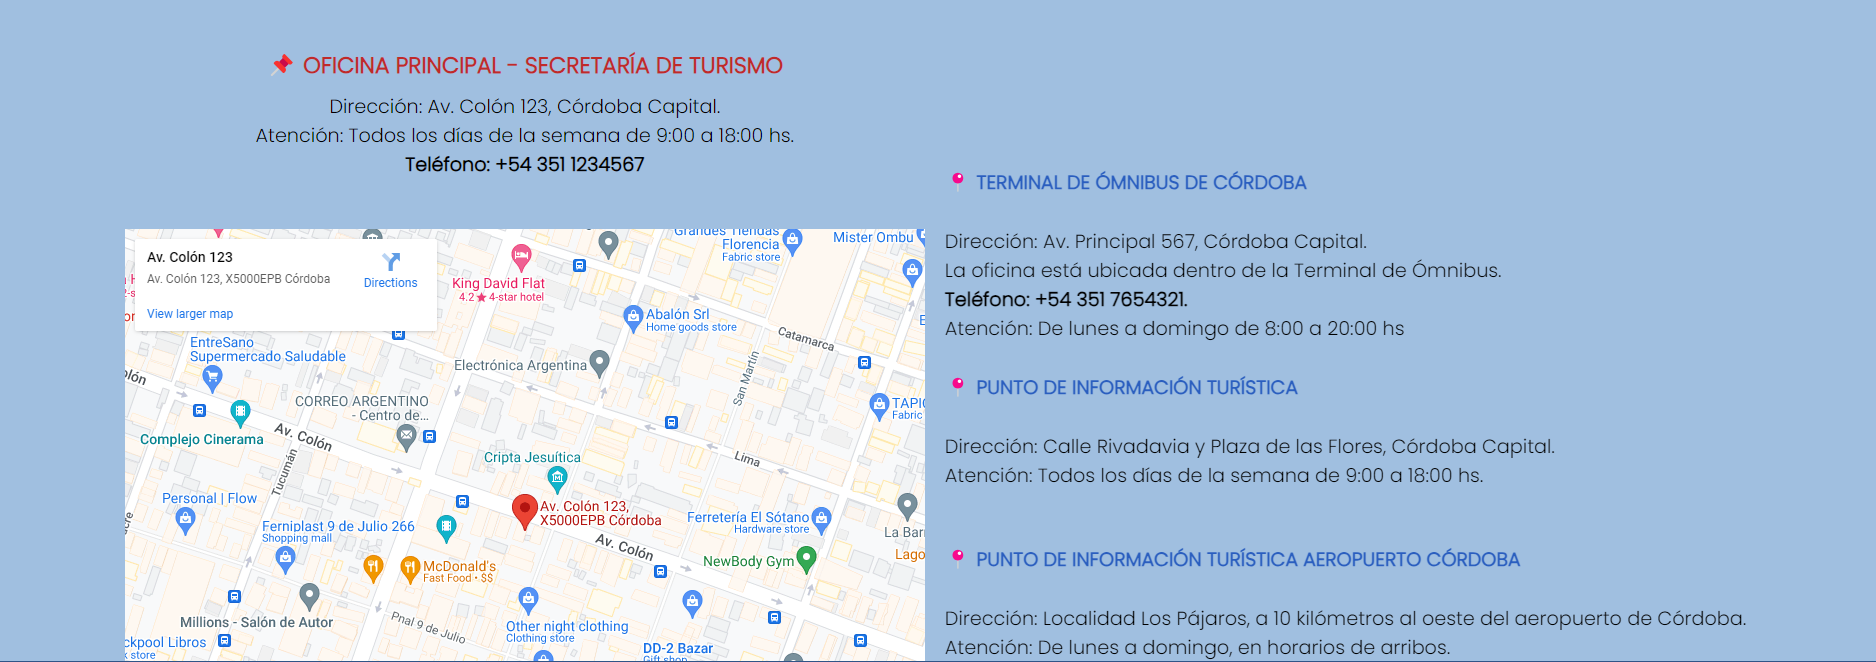 OFICINA PRINCIPAL - SECRETARÍA DE TURISMO
Dirección: Av. Colón 123, Córdoba Capital.
Atención: Todos los días de la semana de 9:00 a 18:00 hs.
Teléfono: +54 351 1234567
Av. Colón 123
Av. Colón 123, X5000EPB Córdoba
Directions
View larger map
Grandes Tiendas
Florencia
Fabric store
Mister Ombu
King David Flat
4.2★ 4-star hotel
Abalón Srl
Home goods store
Catamarca
EntreSano
Supermercado Saludable
Electrónica Argentina
San Martín
CORREO ARGENTINO
- Centro de...
TAPI
Fabric
Complejo Cinerama
Av. Colón
Tucumán
Cripta Jesuítica
Lima
Personal | Flow
Av. Colón 123,
X5000EPB Córdoba
Ferniplast 9 de Julio 266
Shopping mall
Ferretería El Sótano
Hardware store
La Barr
Av. Colón
Lago
NewBody Gym
McDonald's
Fast Food • $$
Millions - Salón de Autor
Pnal 9 de Julio
Other night clothing
Clothing store
ckpool Libros
k store
DD-2 Bazar
Gift shop
TERMINAL DE ÓMNIBUS DE CÓRDOBA
Dirección: Av. Principal 567, Córdoba Capital.
La oficina está ubicada dentro de la Terminal de Ómnibus.
Teléfono: +54 351 7654321.
Atención: De lunes a domingo de 8:00 a 20:00 hs
PUNTO DE INFORMACIÓN TURÍSTICA
Dirección: Calle Rivadavia y Plaza de las Flores, Córdoba Capital.
Atención: Todos los días de la semana de 9:00 a 18:00 hs.
PUNTO DE INFORMACIÓN TURÍSTICA AEROPUERTO CÓRDOBA
Dirección: Localidad Los Pájaros, a 10 kilómetros al oeste del aeropuerto de Córdoba.
Atención: De lunes a domingo, en horarios de arribos.